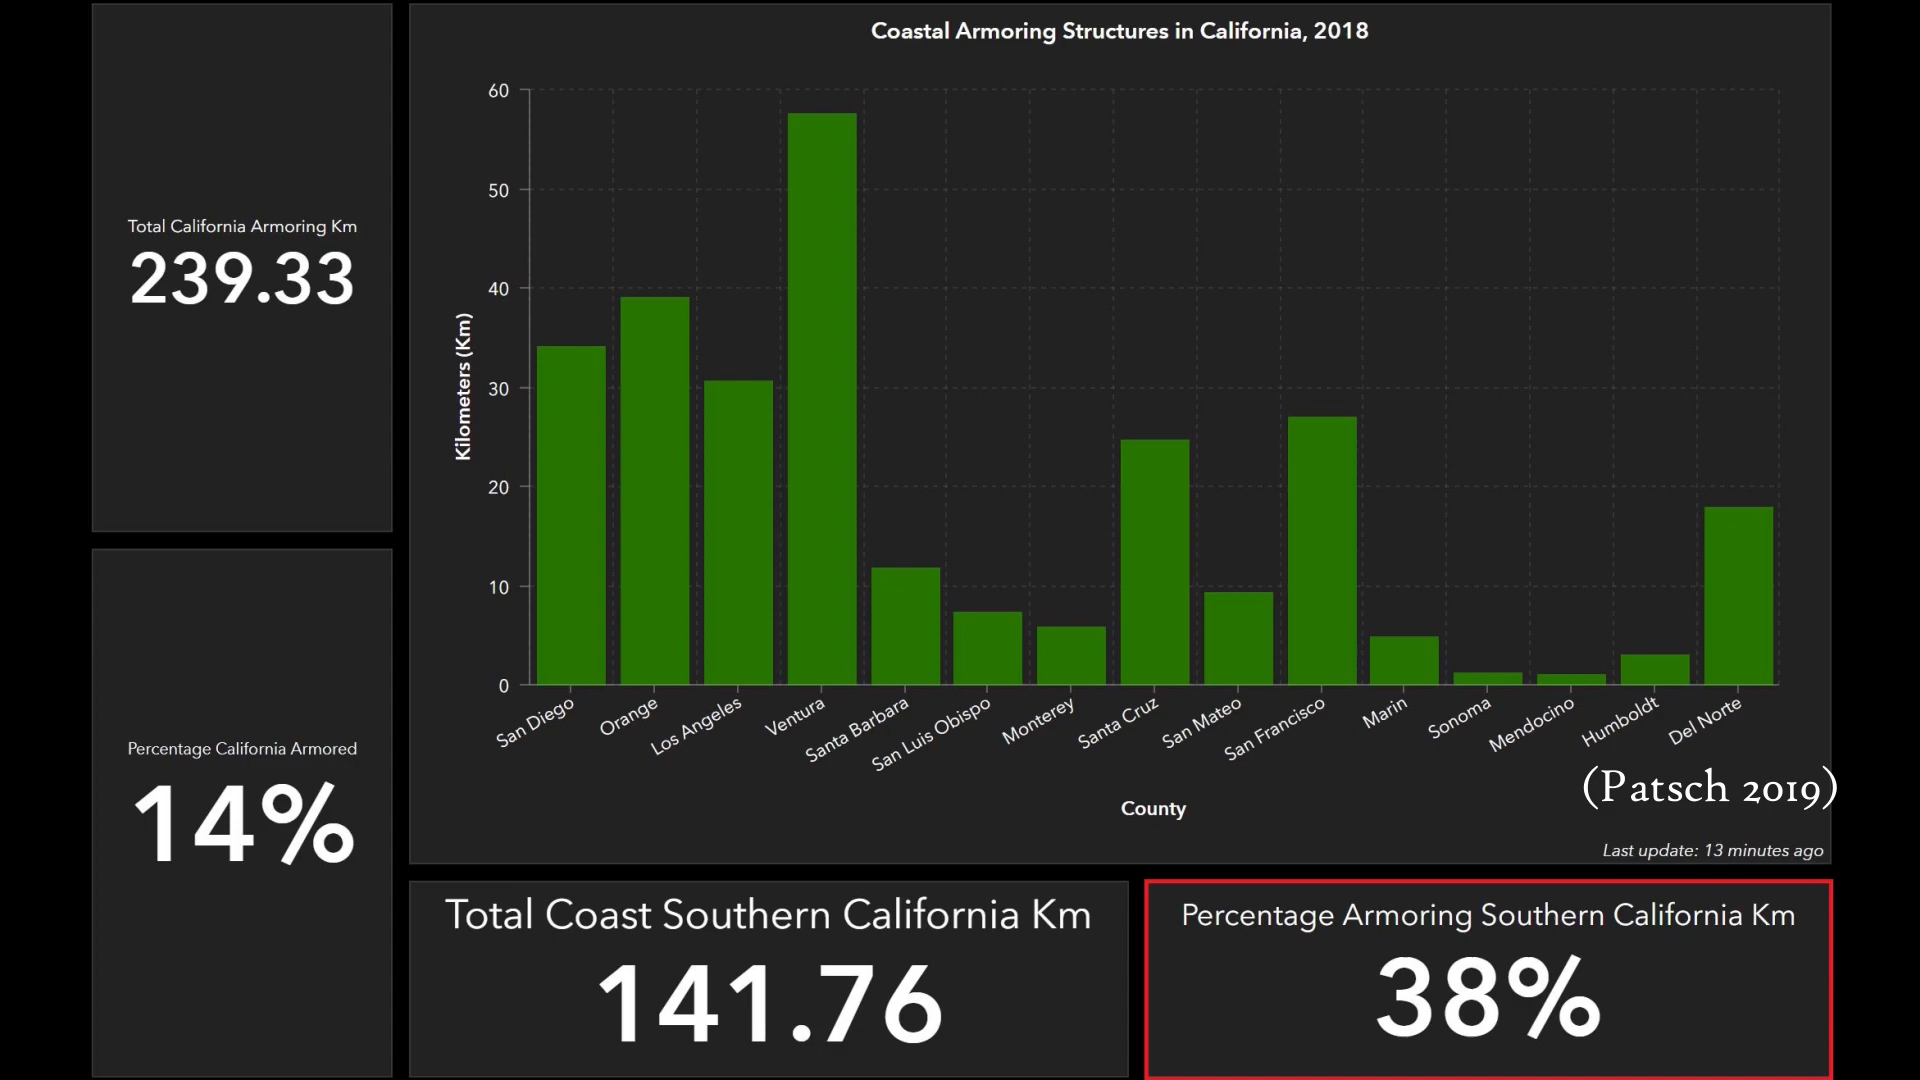 Total California Armoring Km
239.33
Percentage California Armored
14%
Coastal Armoring Structures in California, 2018
Kilometers (Km)
60
50
40
30
20
10
0
San Diego
Orange
Los Angeles
Ventura
Santa Barbara
San Luis Obispo
Monterey
Santa Cruz
San Mateo
San Francisco
Marin
Sonoma
Mendocino
Humboldt
Del Norte
County
(Patsch 2019)
Last update: 13 minutes ago
Total Coast Southern California Km
141.76
Percentage Armoring Southern California Km
38%